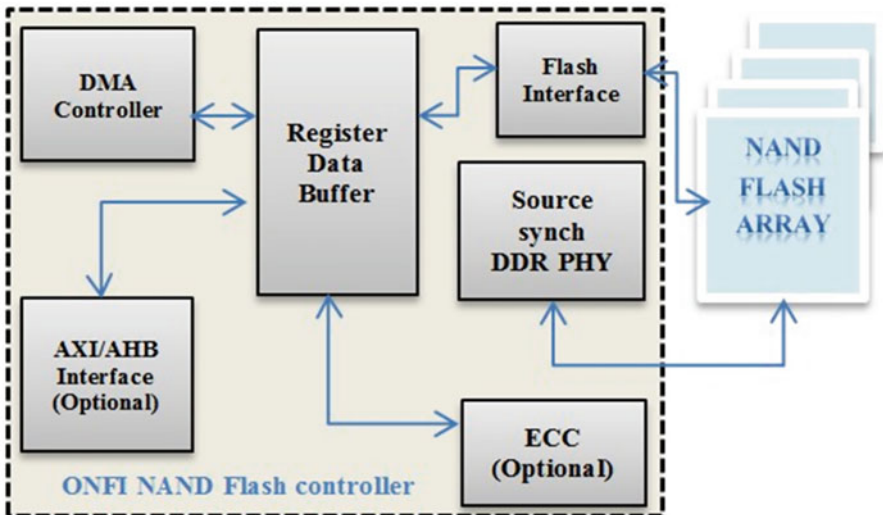 DMA
Controller
Register
Data
Buffer
Flash
Interface
NAND
FLASH
ARRAY
Source
synch
DDR PHY
AXI/AHB
Interface
(Optional)
ECC
(Optional)
ONFI NAND Flash controller